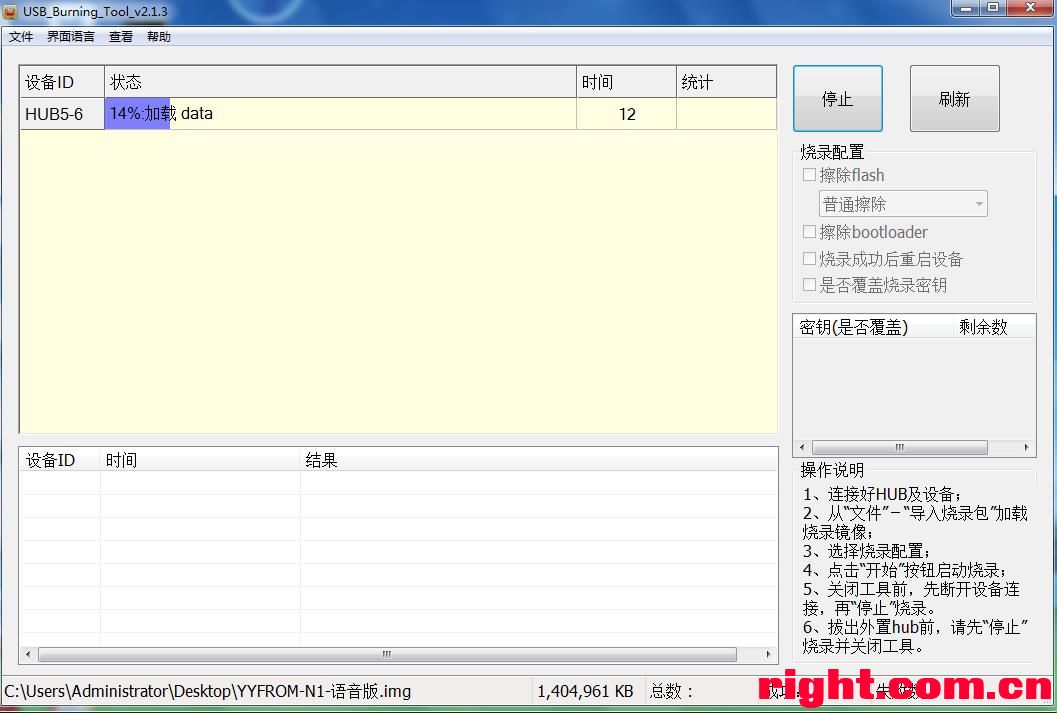 USB_Burning_Tool_v2.1.3
文件 界面语言 查看 帮助
设备ID 状态 时间 统计
HUB5-6 14%:加载 data 12
停止 刷新
烧录配置
擦除flash
普通擦除
擦除bootloader
烧录成功后重启设备
是否覆盖烧录密钥
密钥(是否覆盖) 剩余数
设备ID 时间 结果
操作说明
1、连接好HUB及设备;
2、从“文件”－“导入烧录包”加载
烧录镜像;
3、选择烧录配置;
4、点击“开始”按钮启动烧录;
5、关闭工具前，先断开设备连
接，再“停止”烧录。
6、拔出外置hub前，请先“停止”
烧录并关闭工具。
C:\Users\Administrator\Desktop\YYFROM-N1-语音版.img 1,404,961 KB 总数：
right.com.cn